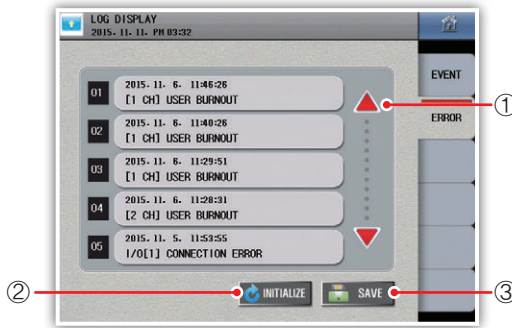 LOG DISPLAY
2015. 11. 11. PM 03:32
EVENT
ERROR
01
2015. 11. 6. 11:46:26
[1 CH] USER BURNOUT
02
2015. 11. 6. 11:40:26
[1 CH] USER BURNOUT
03
2015. 11. 6. 11:29:51
[1 CH] USER BURNOUT
04
2015. 11. 6. 11:28:31
[2 CH] USER BURNOUT
05
2015. 11. 5. 11:53:55
I/O[1] CONNECTION ERROR
INITIALIZE
SAVE
①
②
③